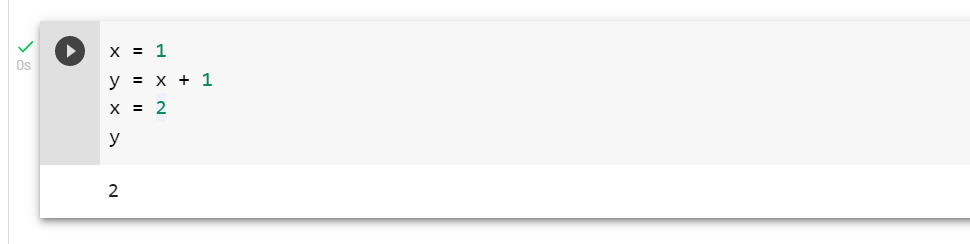 x = 1
0s
y = x + 1
x = 2
y
2